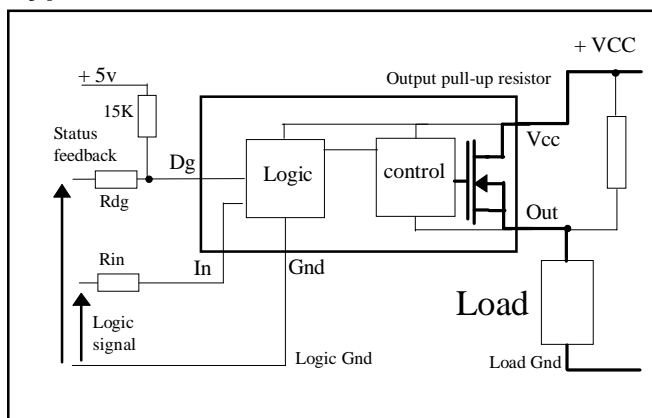 + VCC
+ 5v
Output pull-up resistor
15K
Status
feedback
Dg
Vcc
Logic
control
Rdg
Out
Rin
In
Gnd
Load
Logic
signal
Logic Gnd
Load Gnd